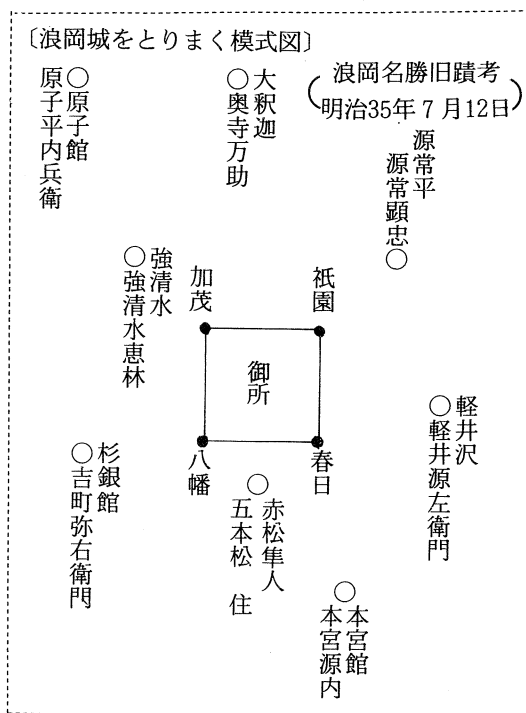 〔浪岡城をとりまく模式図〕
(浪岡名勝旧蹟考
明治35年7月12日)
源常平
源常顕忠○
大釈迦
○奥寺万助
○原子館
原子平内兵衛
強清水
○強清水恵林
加茂
祇園
御所
八幡
春日
軽井沢
○軽井源左衛門
杉銀館
○吉町弥右衛門
○赤松隼人
五本松 住
○本宮館
本宮源内